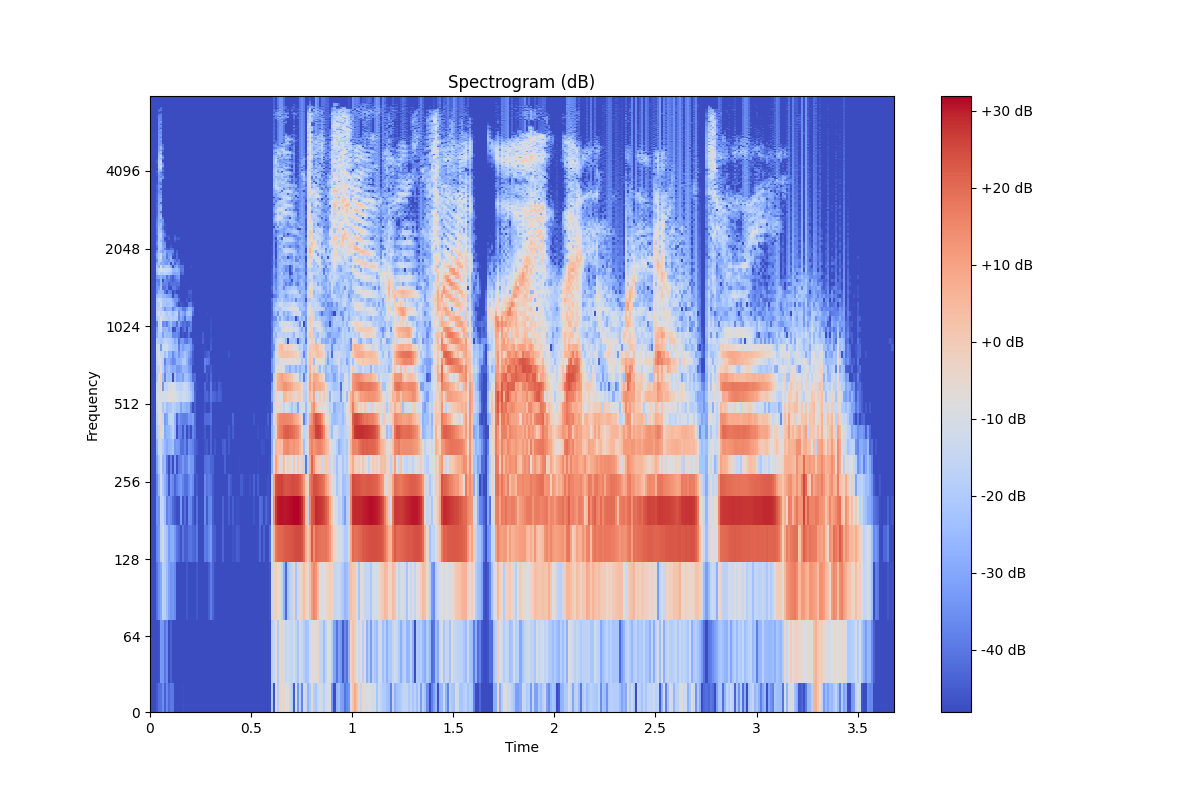 Spectrogram (dB)
+30 dB
+20 dB
+10 dB
+0 dB
-10 dB
-20 dB
-30 dB
-40 dB
Frequency
4096
2048
1024
512
256
128
64
0
0 0.5 1 1.5 2 2.5 3 3.5
Time